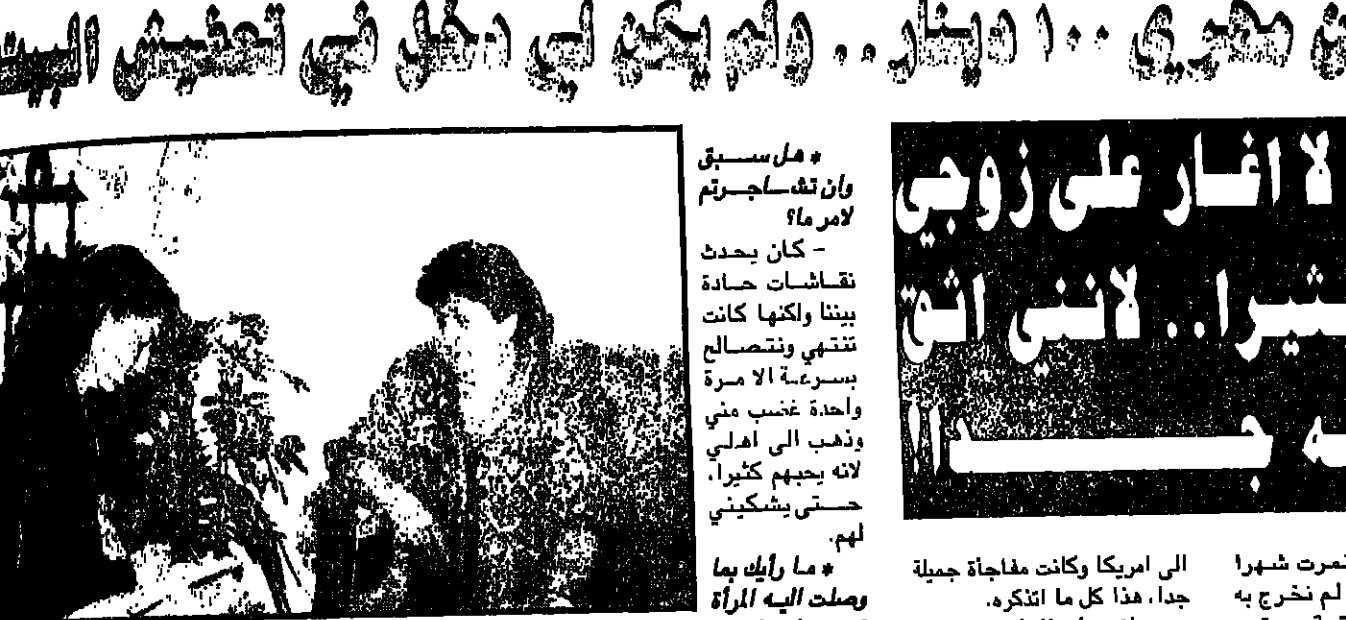 مهري ١٠٠ دينار.. ولم يكن لي دخل في تعفيش البيت
لا اغار على زوجي
.. لانني اثق
جدا!!
* هل سبق
وان تشاجرتم
لامر ما؟
- كان يحدث
نقاشات حادة
بيننا ولكنها كانت
تنتهي ونتصالح
بسرعة الا مرة
واحدة غضب مني
وذهب الى اهلي
لانه يحبهم كثيرا،
حتى يشكيني
لهم.
* ما رأيك بما
وصلت اليه المرأة
شهرا
لم نخرج به
الى امريكا وكانت مفاجأة جميلة
جدا، هذا كل ما اتذكره.